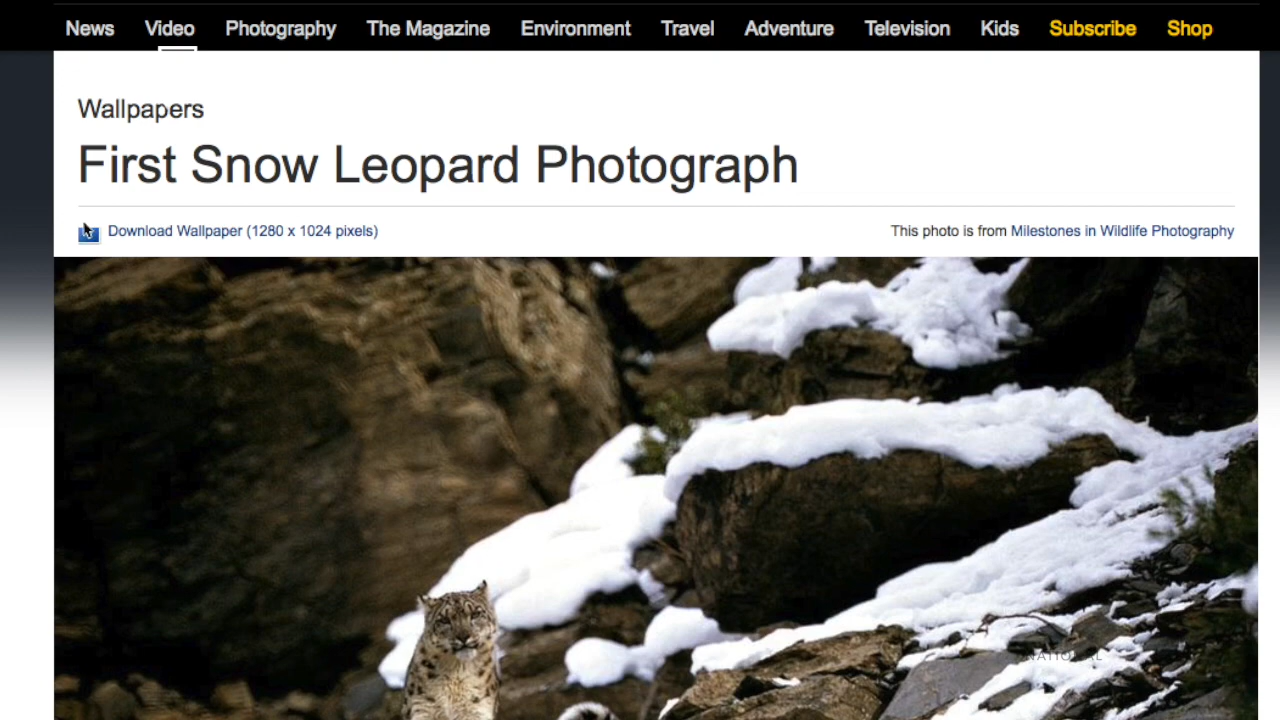 News Video Photography The Magazine Environment Travel Adventure Television Kids Subscribe Shop
Wallpapers
First Snow Leopard Photograph
Download Wallpaper (1280 x 1024 pixels) This photo is from Milestones in Wildlife Photography
NATIONAL